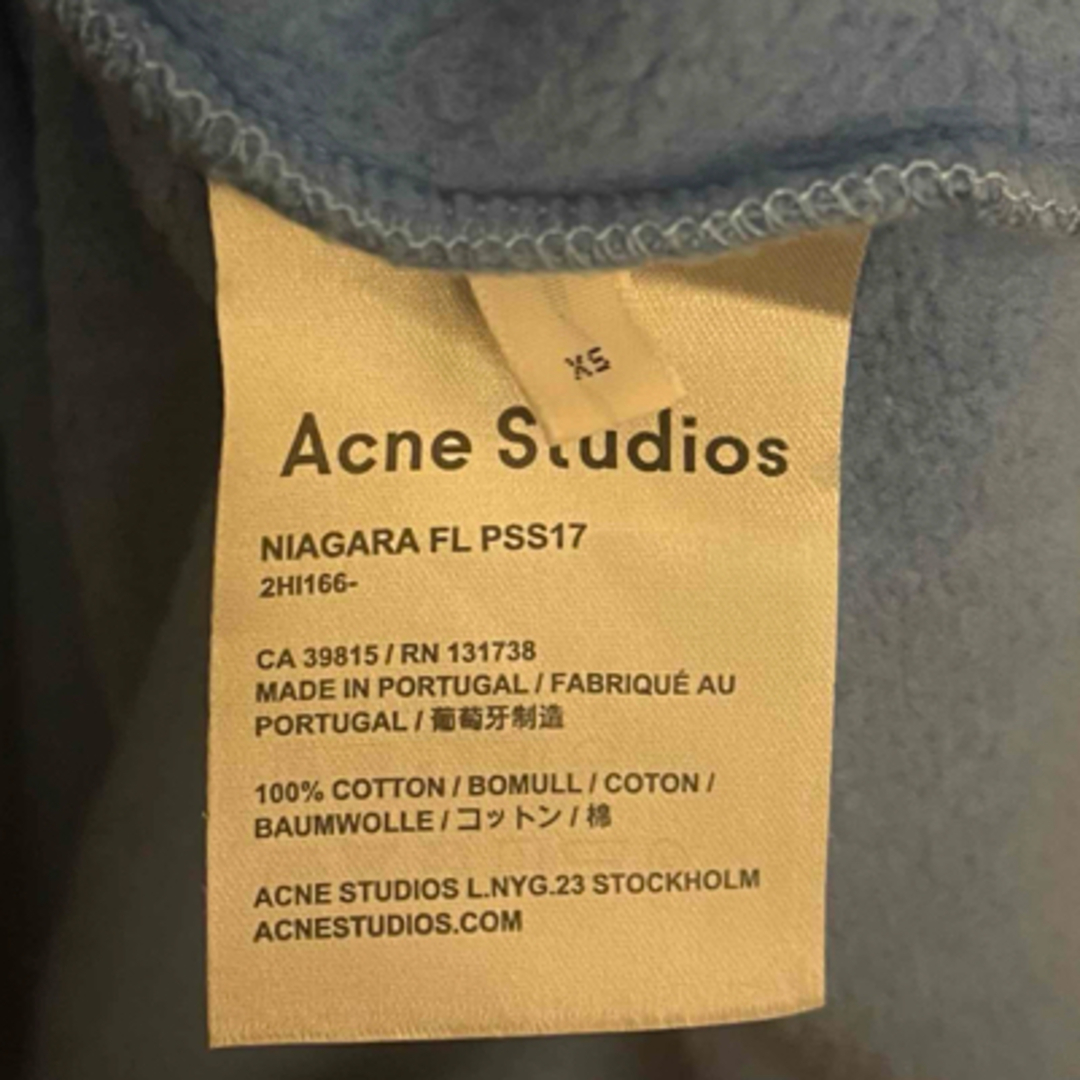 XS
Acne Studios
NIAGARA FL PSS17
2HI166-
CA 39815 / RN 131738
MADE IN PORTUGAL / FABRIQUÉ AU
PORTUGAL / 葡萄牙制造
100% COTTON / BOMULL / COTON /
BAUMWOLLE / コットン / 棉
ACNE STUDIOS L.NYG.23 STOCKHOLM
ACNESTUDIOS.COM